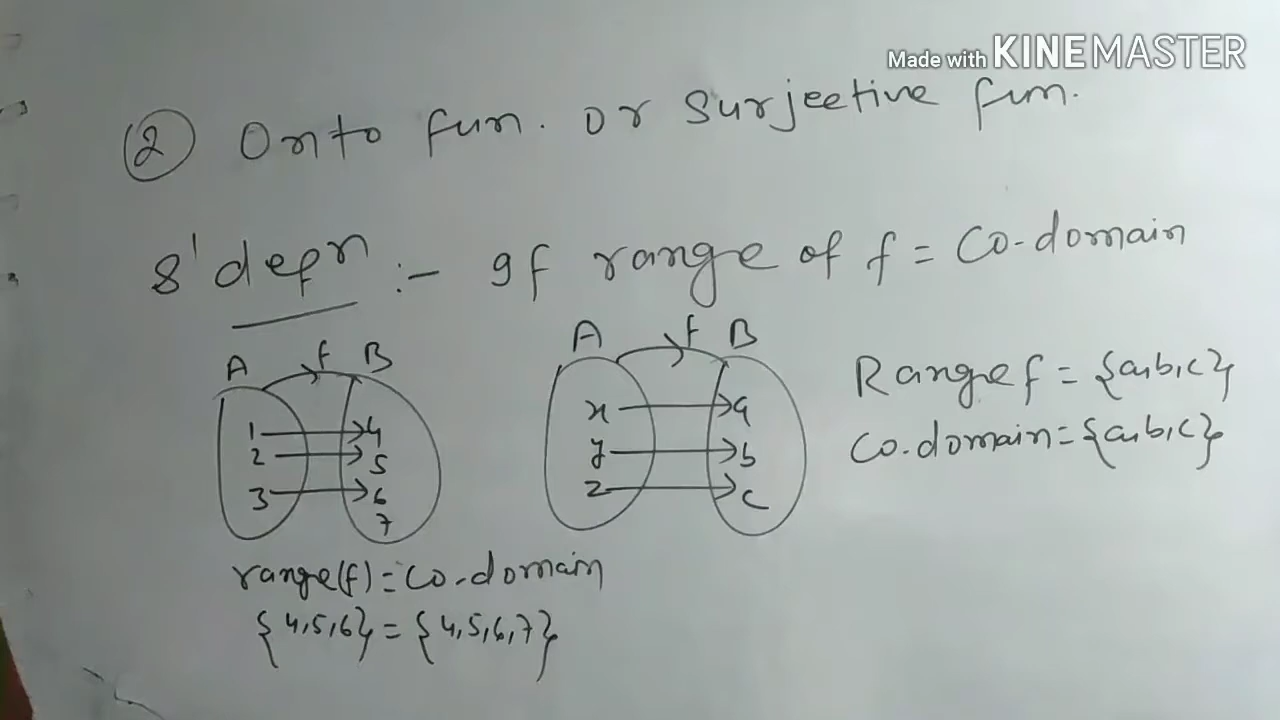 Made with KINEMASTER
② Onto fun. or Surjective fun.
8' defn :- If range of f = Co-domain
A f B
1 4
2 5
3 6
7
A f B
x a
y b
z c
Range f = {a,b,c}
Co.domain = {a,b,c}
range(f) = Co-domain
{4,5,6} = {4,5,6,7}